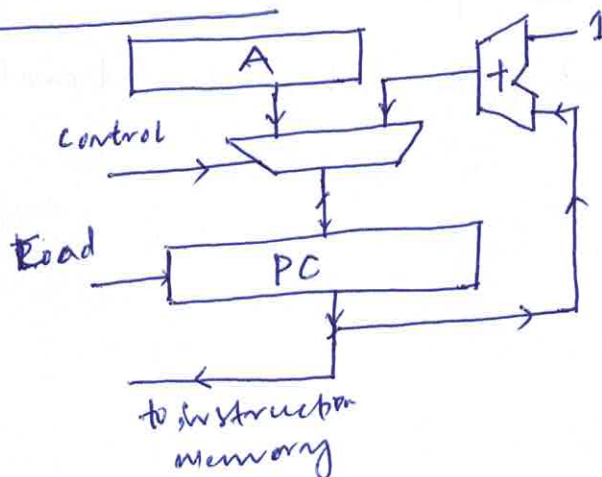 A
1
+
control
Load
PC
to instruction
memory